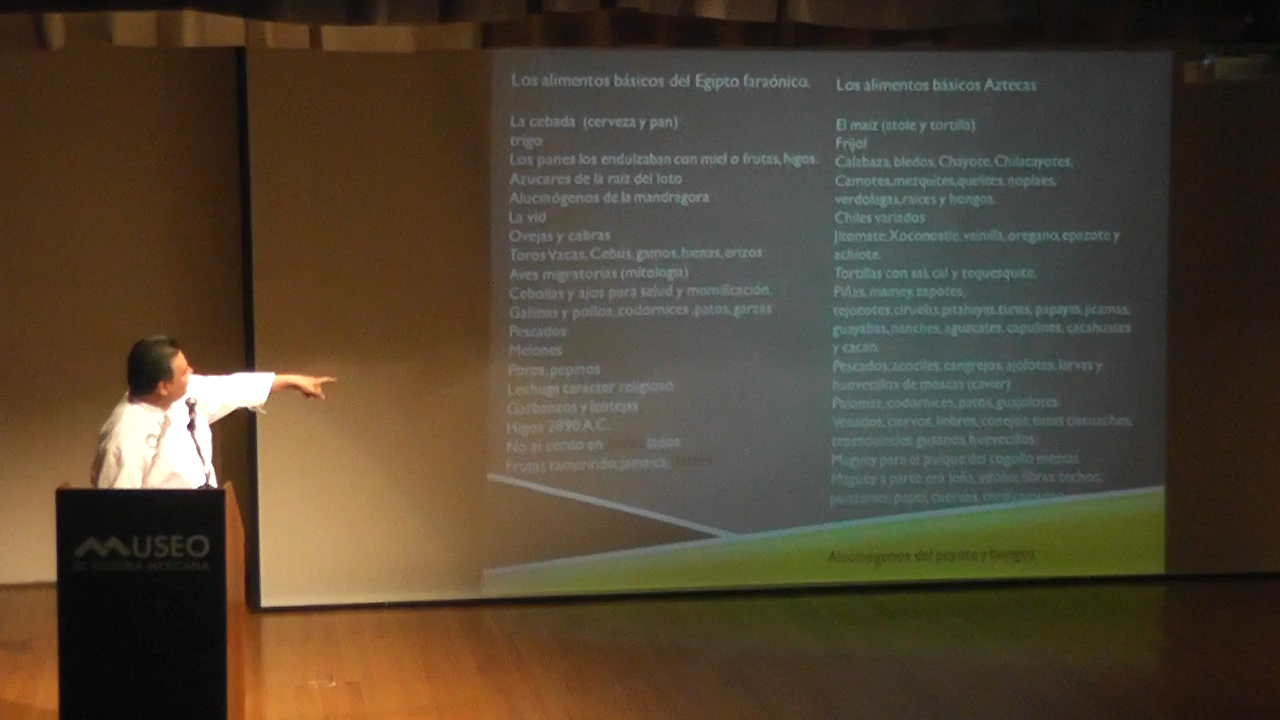 Los alimentos básicos del Egipto faraónico.
La cebada (cerveza y pan)
trigo
Los panes los endulzaban con miel o frutas, higos.
Azúcares de la raíz del loto
Alucinógenos de la mandrágora
La vid
Ovejas y cabras
Toros Vacas, Cebus, gamos, hienas, erizos
Aves migratorias (mitología)
Cebollas y ajos para salud y momificación.
Gallinas y pollos, codornices ,patos, garzas
Pescados
Melones
Poros, pepinos
Lechuga caracter religioso
Garbanzos y lentejas
Higos 2890 A.C.
No al cerdo en lados
Frutas tamarindo, jamaica,
Los alimentos básicos Aztecas
El maíz (atole y tortilla)
Frijol
Calabaza, bledos, Chayote, Chilacayotes,
Camotes,mezquites,quelites, noplaes,
verdolagas, raíces y hongos.
Chiles variados
Jitomate, Xoconostle, vainilla, oregano, epazote y
achiote.
Tortillas con sal, cal y tequesquite.
Piñas, mamey, zapotes,
tejocotes, ciruelas, pitahayas, tunas, papayas, jícamas,
guayabas, nanches, aguacates, capulines, cacahuates
y cacao.
Pescados, acociles, cangrejos, ajolotes, larvas y
huevecillos de moscas (caviar)
Palomas, codornices, patos, guajolotes
Venados, ciervos, liebres, conejos, tuzas tlacuaches,
tepescuincles, gusanos, huevecillos.
Maguey para el pulque del cogollo mezcal.
Maguey a parte era leña, adobe, fibras, techos,
punzones, papel, cuerdas,
Alucinógenos del peyote y hongos
MUSEO
DE HISTORIA MEXICANA